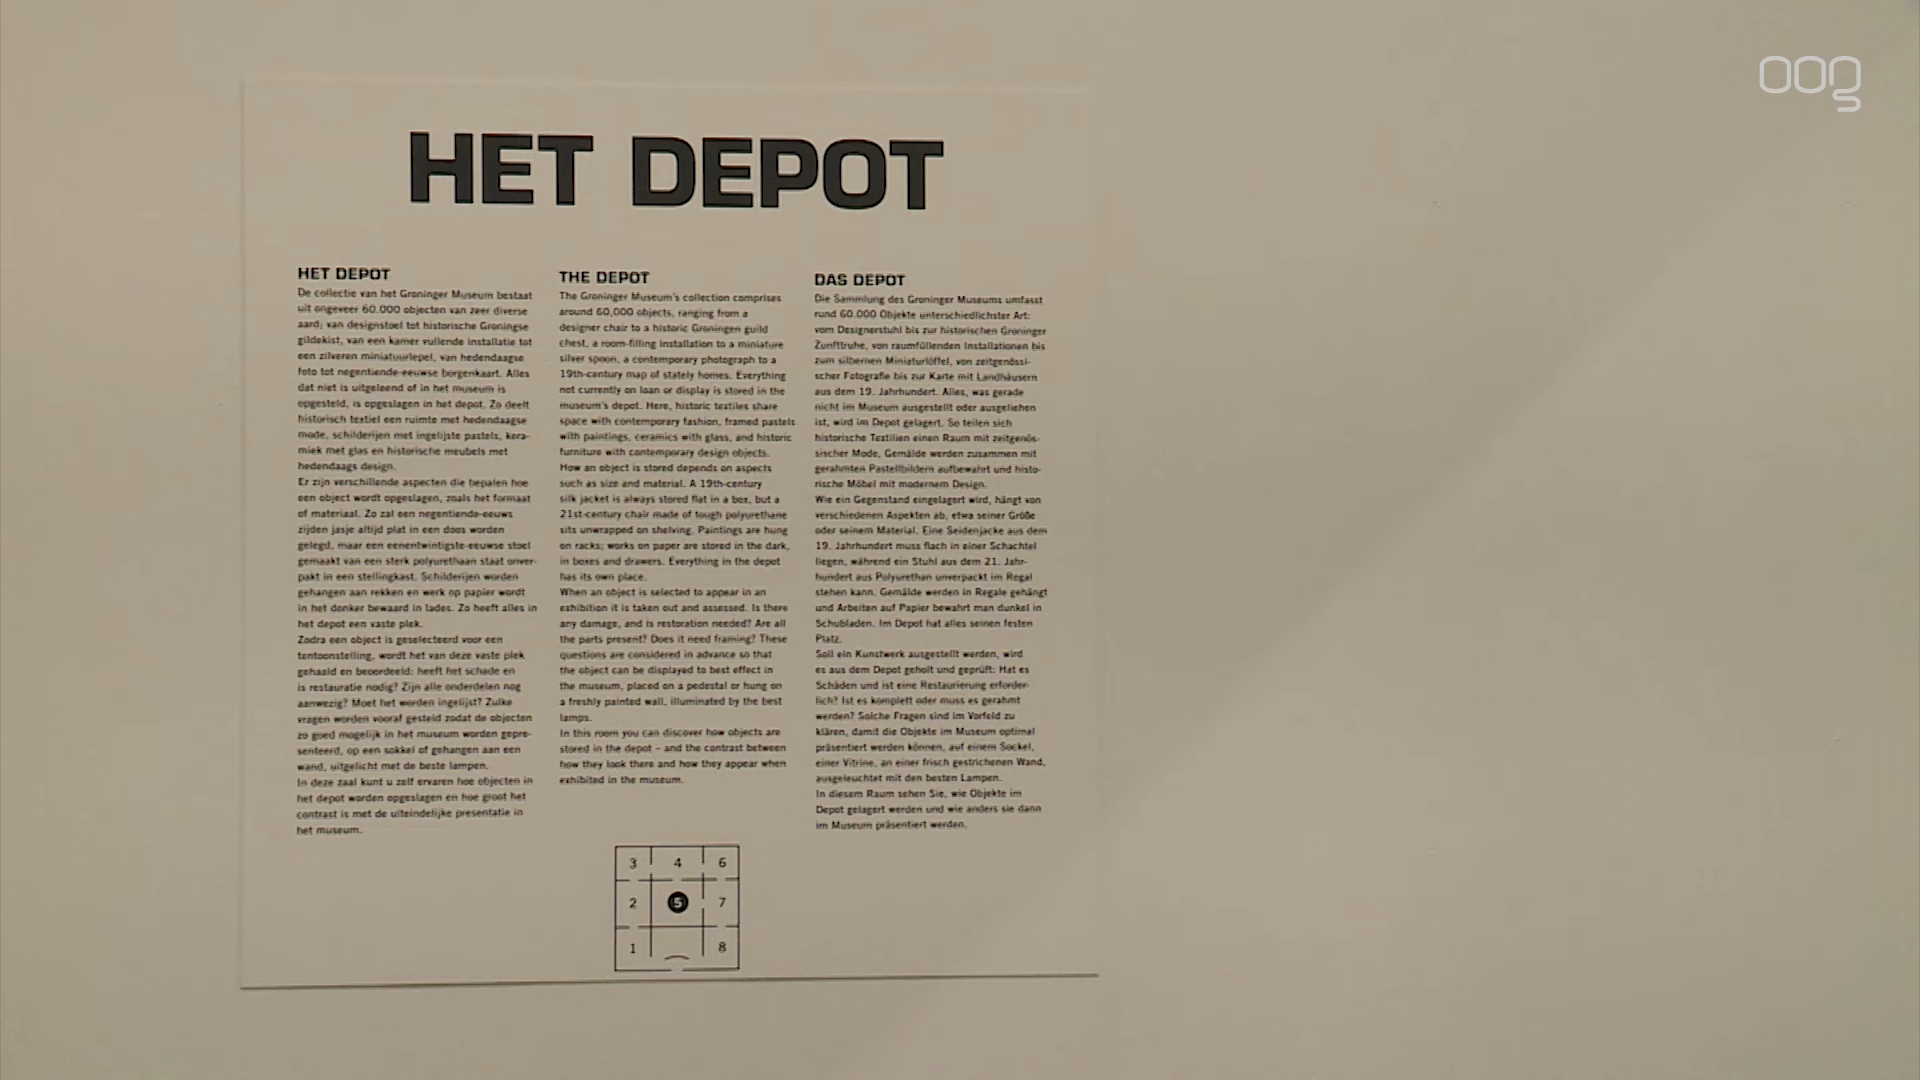 oog
HET DEPOT
HET DEPOT
De collectie van het Groninger Museum bestaat
uit ongeveer 60.000 objecten van zeer diverse
aard; van designstoel tot historische Groningse
gildekist, van een kamer vullende installatie tot
een zilveren miniatuurlepel, van hedendaagse
foto tot negentiende-eeuwse borgenkaart. Alles
dat niet is uitgeleend of in het museum is
opgesteld, is opgeslagen in het depot. Zo deelt
historisch textiel een ruimte met hedendaagse
mode, schilderijen met ingelijste pastels, kera-
miek met glas en historische meubels met
hedendaags design.
Er zijn verschillende aspecten die bepalen hoe
een object wordt opgeslagen, zoals het formaat
of materiaal. Zo zal een negentiende-eeuws
zijden jasje altijd plat in een doos worden
gelegd, maar een eenentwintigste-eeuwse stoel
gemaakt van een sterk polyurethaan staat onver-
pakt in een stellingkast. Schilderijen worden
gehangen aan rekken en werk op papier wordt
in het donker bewaard in lades. Zo heeft alles in
het depot een vaste plek.
Zodra een object is geselecteerd voor een
tentoonstelling, wordt het van deze vaste plek
gehaald en beoordeeld: heeft het schade en
is restauratie nodig? Zijn alle onderdelen nog
aanwezig? Moet het worden ingelijst? Zulke
vragen worden vooraf gesteld zodat de objecten
zo goed mogelijk in het museum worden gepre-
senteerd, op een sokkel of gehangen aan een
wand, uitgelicht met de beste lampen.
In deze zaal kunt u zelf ervaren hoe objecten in
het depot worden opgeslagen en hoe groot het
contrast is met de uiteindelijke presentatie in
het museum.
THE DEPOT
The Groninger Museum's collection comprises
around 60,000 objects, ranging from a
designer chair to a historic Groningen guild
chest, a room-filling installation to a miniature
silver spoon, a contemporary photograph to a
19th-century map of stately homes. Everything
not currently on loan or display is stored in the
museum's depot. Here, historic textiles share
space with contemporary fashion, framed pastels
with paintings, ceramics with glass, and historic
furniture with contemporary design objects.
How an object is stored depends on aspects
such as size and material. A 19th-century
silk jacket is always stored flat in a box, but a
21st-century chair made of tough polyurethane
sits unwrapped on shelving. Paintings are hung
on racks; works on paper are stored in the dark,
in boxes and drawers. Everything in the depot
has its own place.
When an object is selected to appear in an
exhibition it is taken out and assessed. Is there
any damage, and is restoration needed? Are all
the parts present? Does it need framing? These
questions are considered in advance so that
the object can be displayed to best effect in
the museum, placed on a pedestal or hung on
a freshly painted wall, illuminated by the best
lamps.
In this room you can discover how objects are
stored in the depot – and the contrast between
how they look there and how they appear when
exhibited in the museum.
DAS DEPOT
Die Sammlung des Groninger Museums umfasst
rund 60.000 Objekte unterschiedlichster Art:
vom Designerstuhl bis zur historischen Groninger
Zunfttruhe, von raumfüllenden Installationen bis
zum silbernen Miniaturlöffel, von zeitgenössi-
scher Fotografie bis zur Karte mit Landhäusern
aus dem 19. Jahrhundert. Alles, was gerade
nicht im Museum ausgestellt oder ausgeliehen
ist, wird im Depot gelagert. So teilen sich
historische Textilien einen Raum mit zeitgenös-
sischer Mode, Gemälde werden zusammen mit
gerahmten Pastellbildern aufbewahrt und histo-
rische Möbel mit modernem Design.
Wie ein Gegenstand eingelagert wird, hängt von
verschiedenen Aspekten ab, etwa seiner Größe
oder seinem Material. Eine Seidenjacke aus dem
19. Jahrhundert muss flach in einer Schachtel
liegen, während ein Stuhl aus dem 21. Jahr-
hundert aus Polyurethan unverpackt im Regal
stehen kann. Gemälde werden in Regale gehängt
und Arbeiten auf Papier bewahrt man dunkel in
Schubladen. Im Depot hat alles seinen festen
Platz.
Soll ein Kunstwerk ausgestellt werden, wird
es aus dem Depot geholt und geprüft: Hat es
Schäden und ist eine Restaurierung erforder-
lich? Ist es komplett oder muss es gerahmt
werden? Solche Fragen sind im Vorfeld zu
klären, damit die Objekte im Museum optimal
präsentiert werden können, auf einem Sockel,
einer Vitrine, an einer frisch gestrichenen Wand,
ausgeleuchtet mit den besten Lampen.
In diesem Raum sehen Sie, wie Objekte im
Depot gelagert werden und wie anders sie dann
im Museum präsentiert werden.
3 4 6
2 5 7
1 8